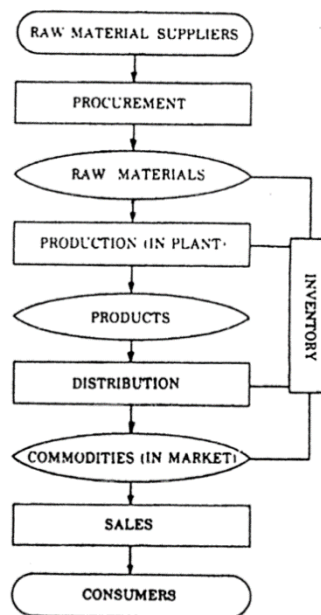 RAW MATERIAL SUPPLIERS
PROCUREMENT
RAW MATERIALS
PRODUCTION (IN PLANT)
PRODUCTS
DISTRIBUTION
COMMODITIES (IN MARKET)
SALES
CONSUMERS
INVENTORY